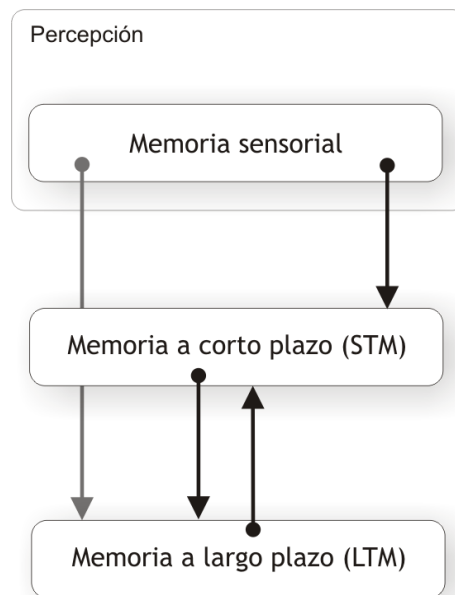 Percepción
Memoria sensorial
Memoria a corto plazo (STM)
Memoria a largo plazo (LTM)